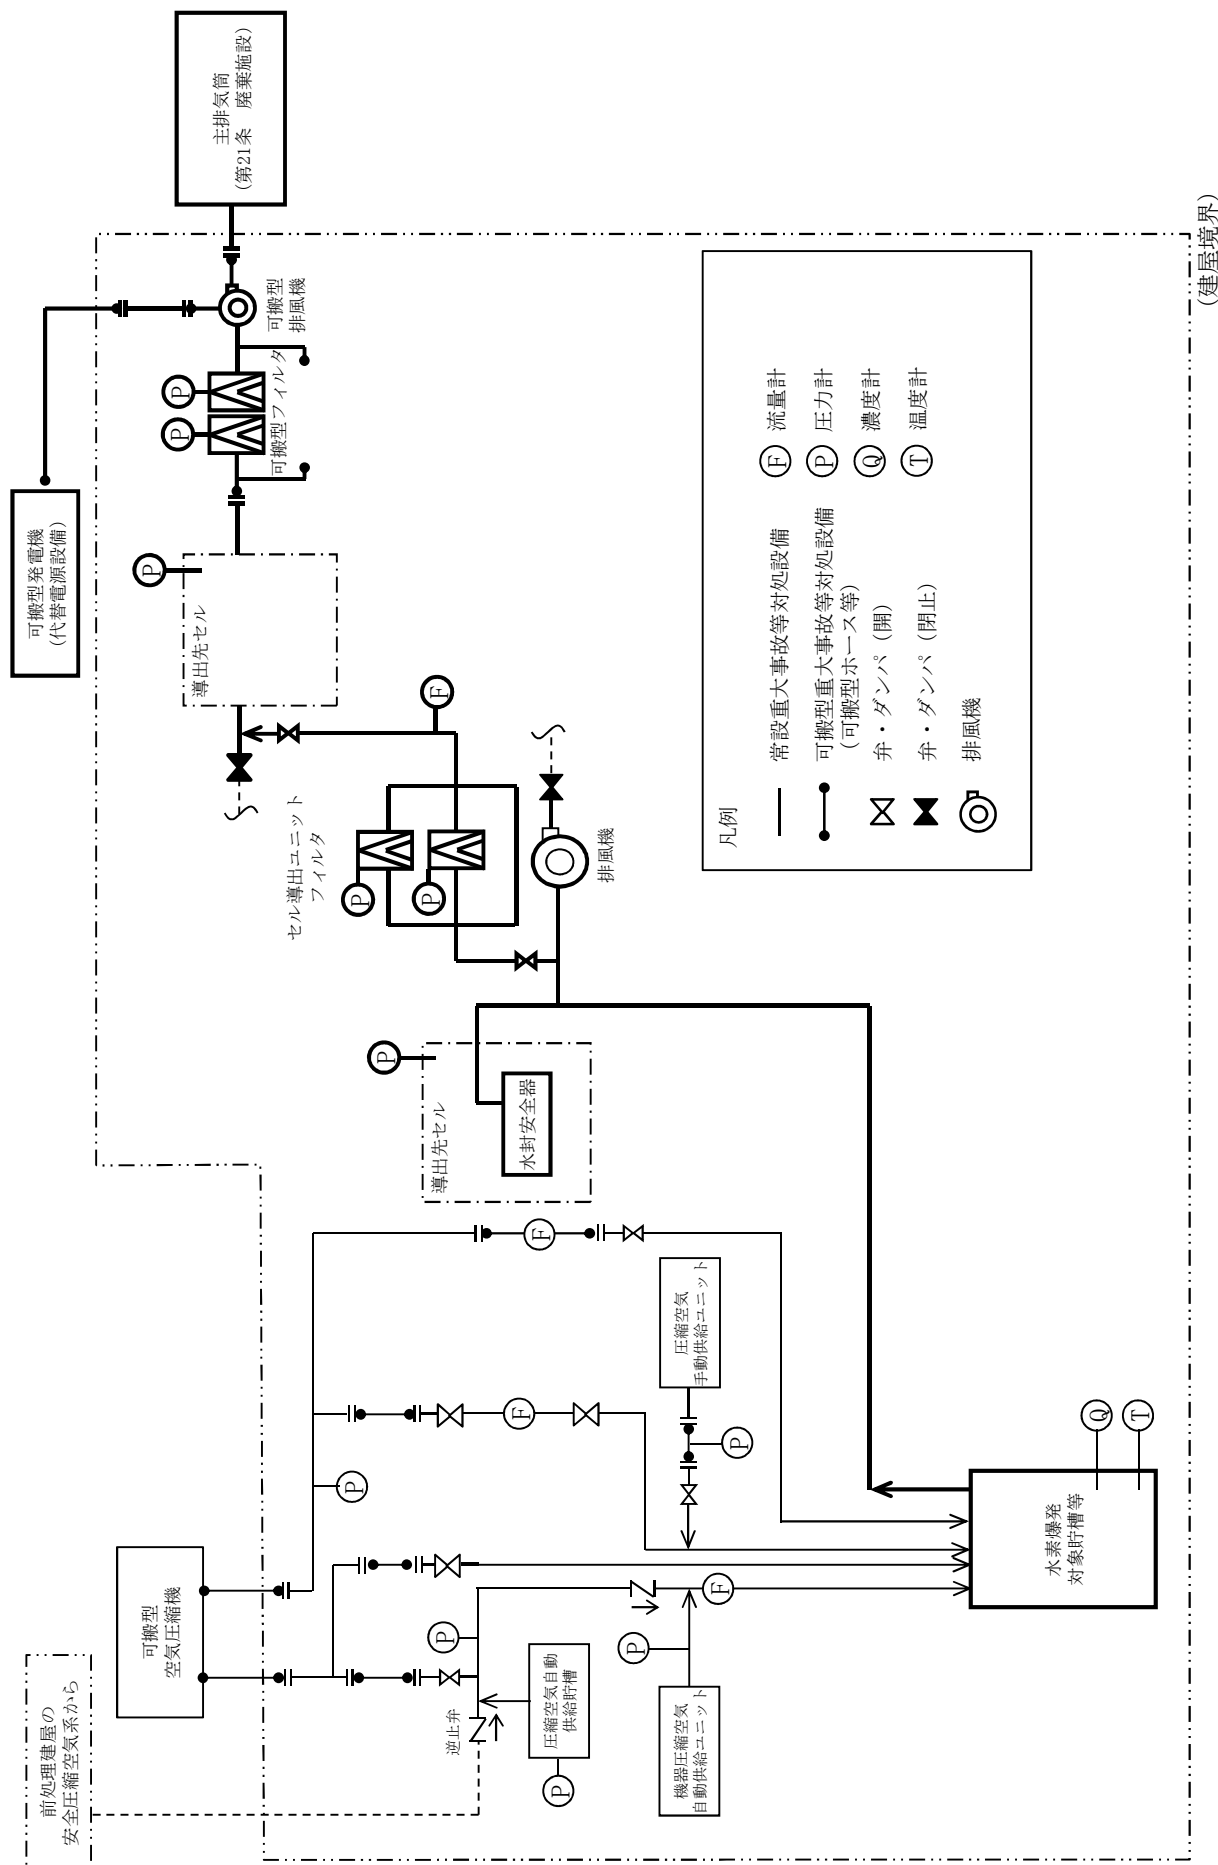 前処理建屋の
安全圧縮空気系から
可搬型
空気圧縮機
逆止弁
圧縮空気自動
供給貯槽
機器圧縮空気
自動供給ユニット
圧縮空気
手動供給ユニット
P
P
P
P
P
F
F
F
水素爆発
対象貯槽等
Q
T
導出先セル
水封安全器
P
セル導出ユニット
フィルタ
P
P
F
排風機
導出先セル
P
可搬型発電機
(代替電源設備)
可搬型フィルタ
P
P
可搬型
排風機
主排気筒
(第21条 廃棄施設)
凡例
常設重大事故等対処設備
可搬型重大事故等対処設備
(可搬型ホース等)
弁・ダンパ (開)
弁・ダンパ (閉止)
排風機
F 流量計
P 圧力計
Q 濃度計
T 温度計
(建屋境界)